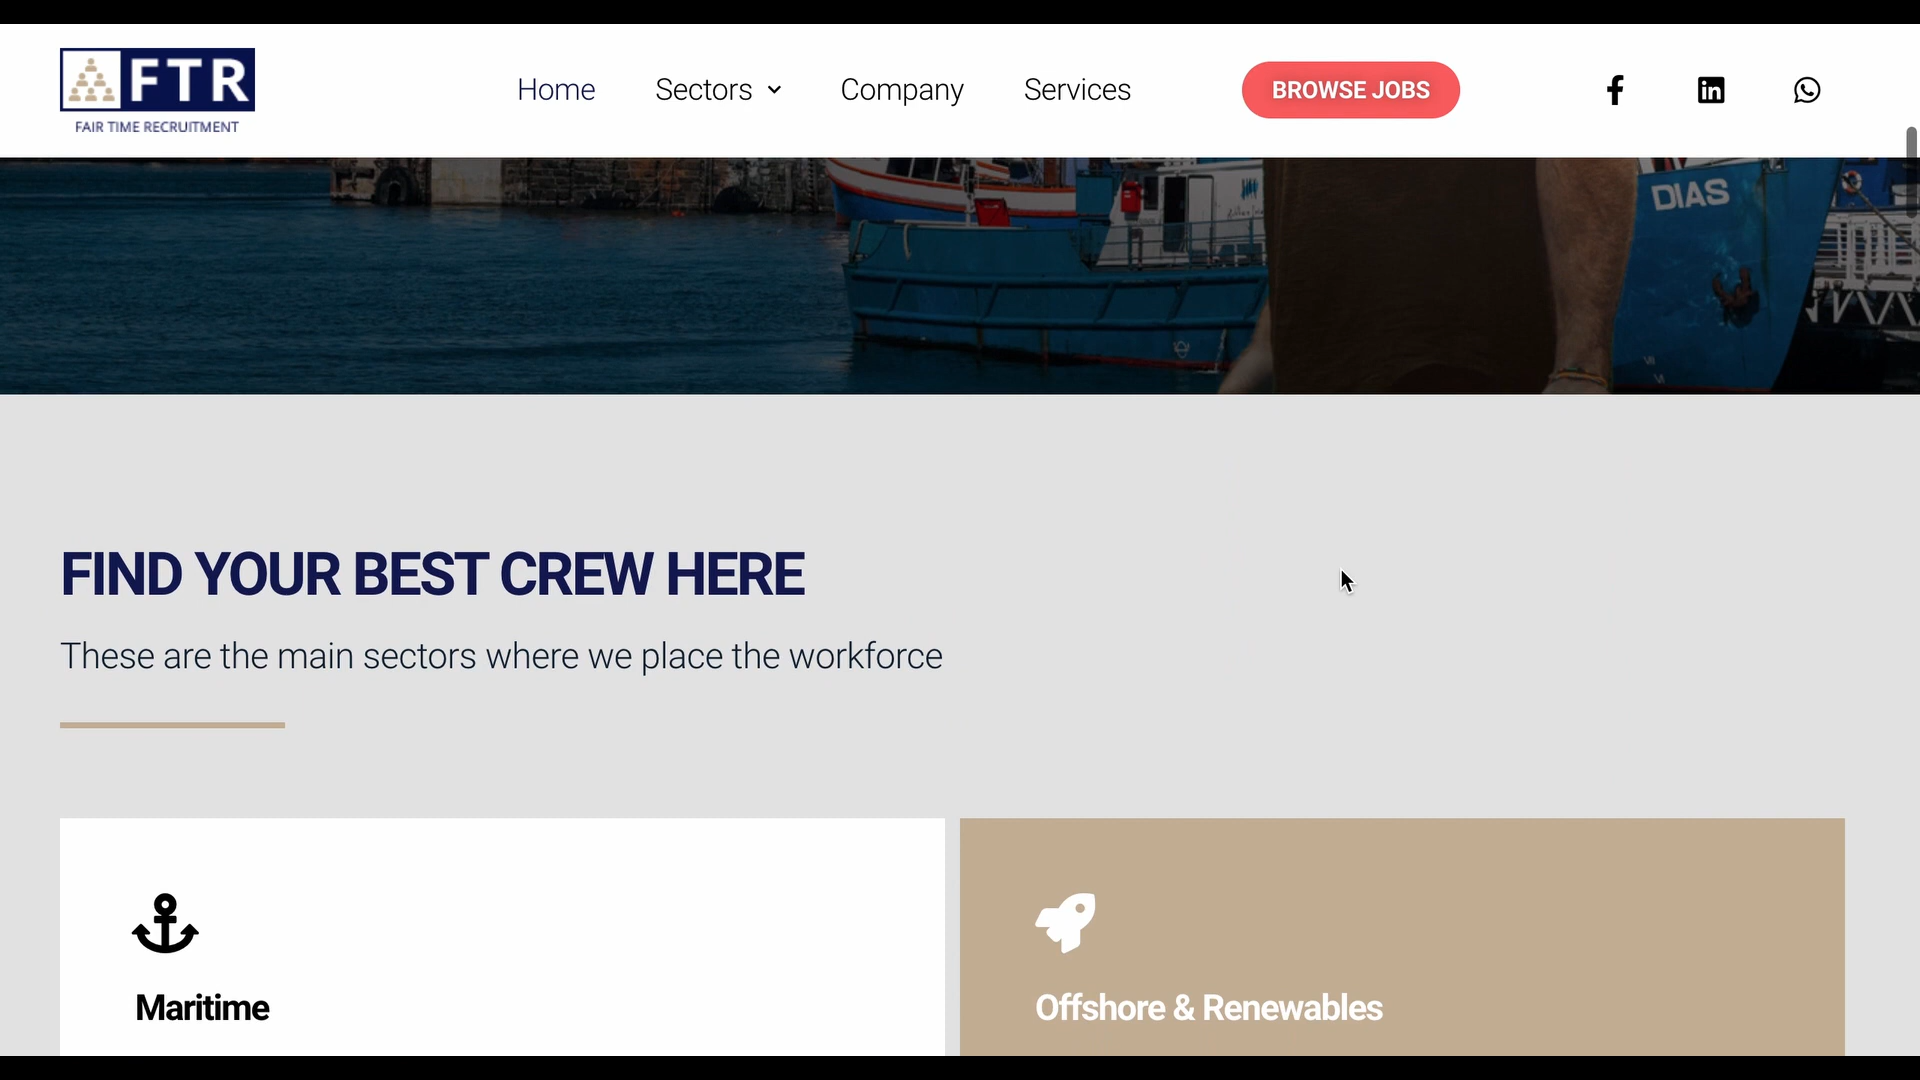 FTR
FAIR TIME RECRUITMENT
Home
Sectors
Company
Services
BROWSE JOBS
DIAS
FIND YOUR BEST CREW HERE
These are the main sectors where we place the workforce
Maritime
Offshore & Renewables